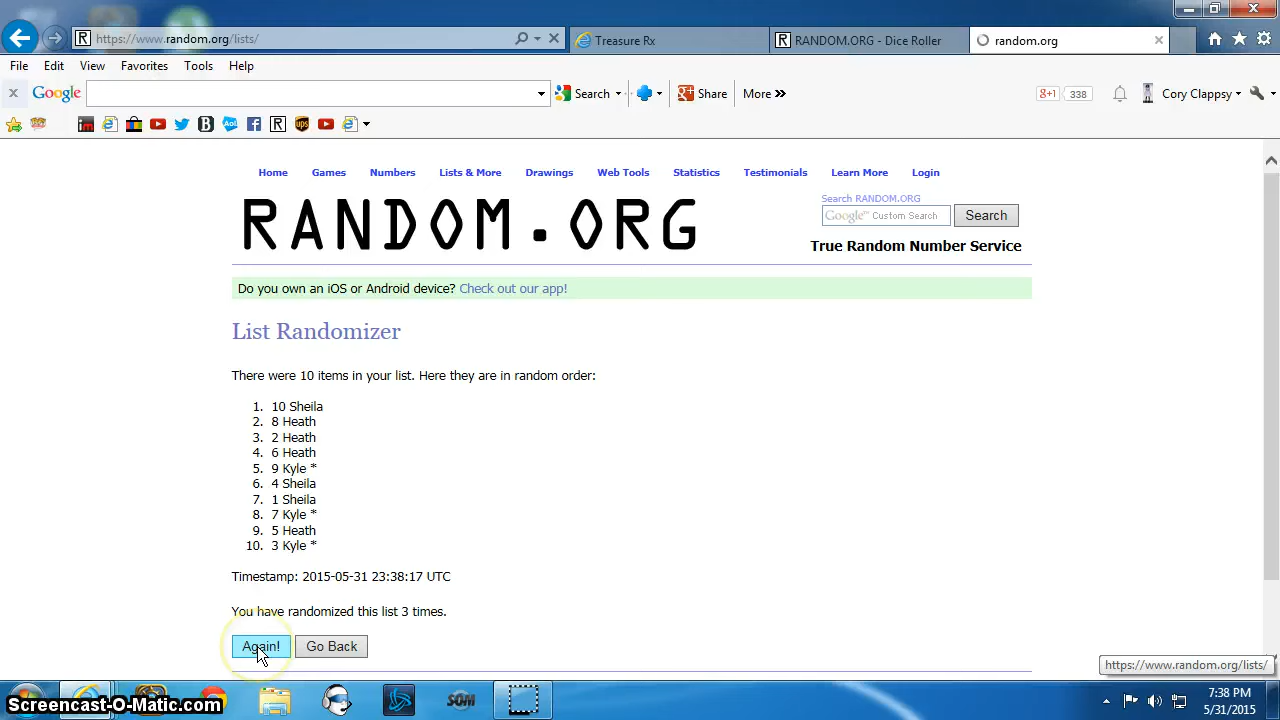 https://www.random.org/lists/
Treasure Rx
RANDOM.ORG - Dice Roller
random.org
File Edit View Favorites Tools Help
Google Search Share More » 338 Cory Clappsy
Home Games Numbers Lists & More Drawings Web Tools Statistics Testimonials Learn More Login
RANDOM.ORG
Search RANDOM.ORG
Google™ Custom Search Search
True Random Number Service
Do you own an iOS or Android device? Check out our app!
List Randomizer
There were 10 items in your list. Here they are in random order:
1. 10 Sheila
2. 8 Heath
3. 2 Heath
4. 6 Heath
5. 9 Kyle *
6. 4 Sheila
7. 1 Sheila
8. 7 Kyle *
9. 5 Heath
10. 3 Kyle *
Timestamp: 2015-05-31 23:38:17 UTC
You have randomized this list 3 times.
Again! Go Back
https://www.random.org/lists/
Screencast-O-Matic.com
SOM
7:38 PM
5/31/2015